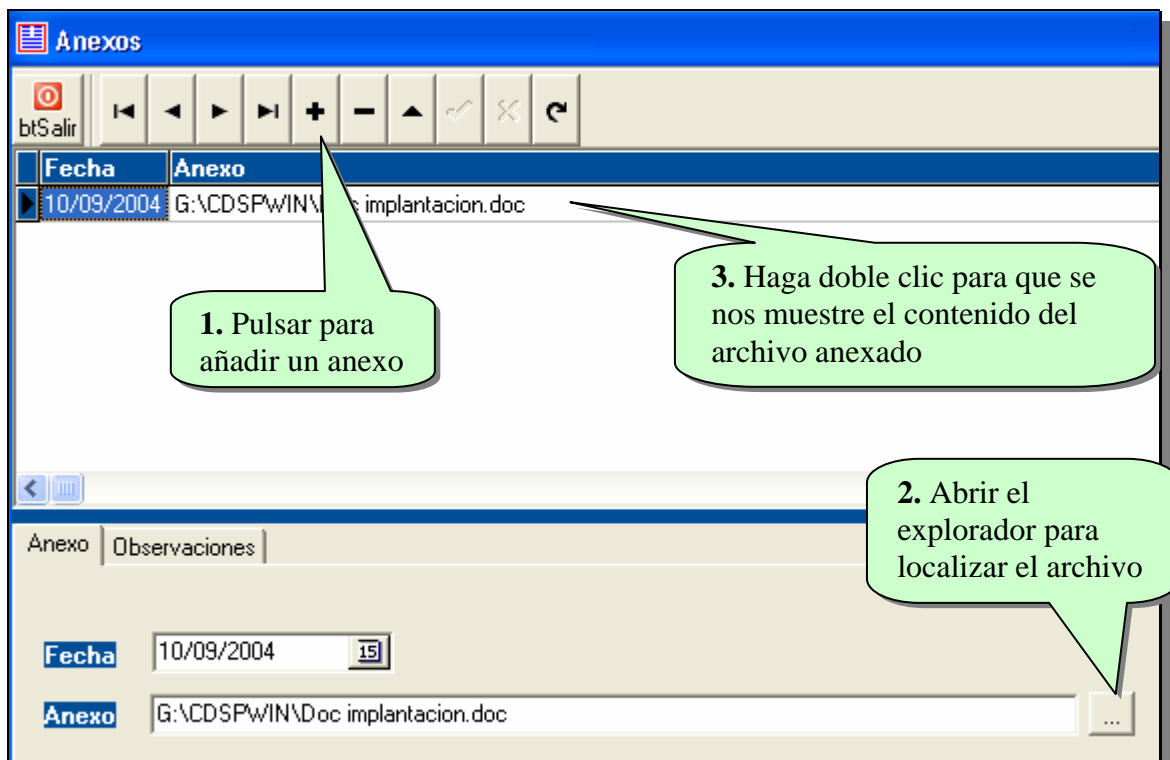 Anexos
btSalir
Fecha Anexo
10/09/2004 G:\CDSPWIN\Doc implantacion.doc
1. Pulsar para
añadir un anexo
3. Haga doble clic para que se
nos muestre el contenido del
archivo anexado
2. Abrir el
explorador para
localizar el archivo
Anexo Observaciones
Fecha 10/09/2004 15
Anexo G:\CDSPWIN\Doc implantacion.doc ...